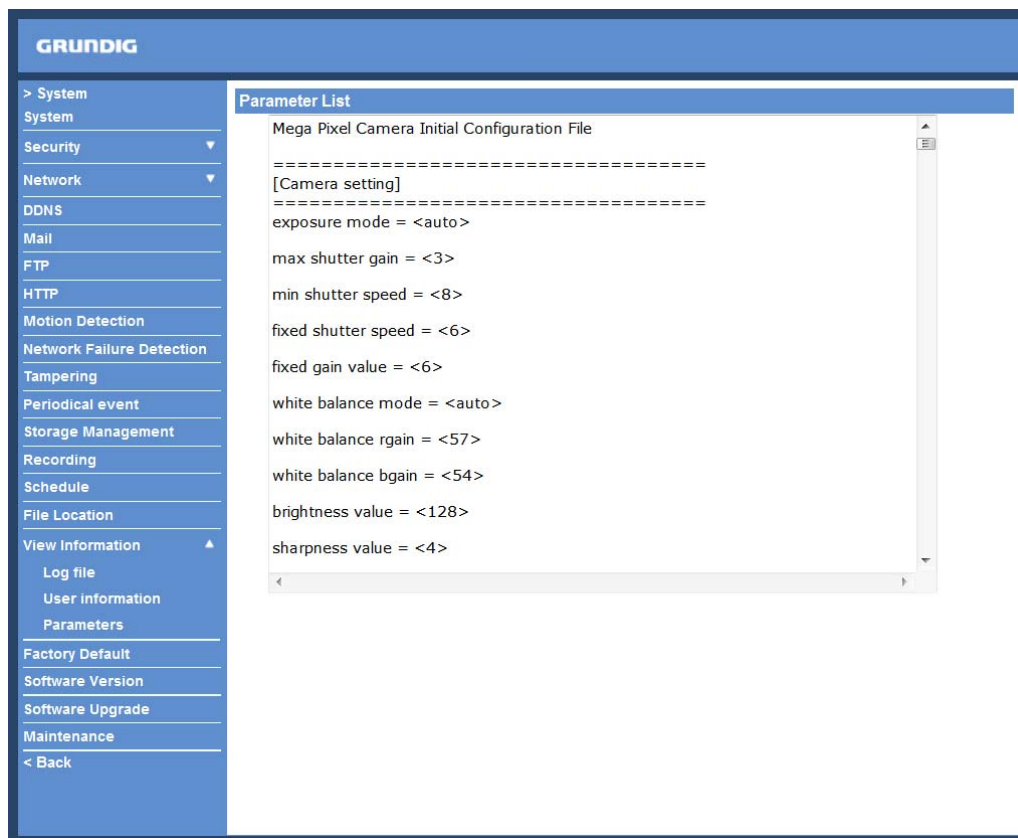 GRUNDIG
> System
System
Security
Network
DDNS
Mail
FTP
HTTP
Motion Detection
Network Failure Detection
Tampering
Periodical event
Storage Management
Recording
Schedule
File Location
View Information
Log file
User information
Parameters
Factory Default
Software Version
Software Upgrade
Maintenance
< Back
Parameter List
Mega Pixel Camera Initial Configuration File
====================================
[Camera setting]
====================================
exposure mode = <auto>
max shutter gain = <3>
min shutter speed = <8>
fixed shutter speed = <6>
fixed gain value = <6>
white balance mode = <auto>
white balance rgain = <57>
white balance bgain = <54>
brightness value = <128>
sharpness value = <4>